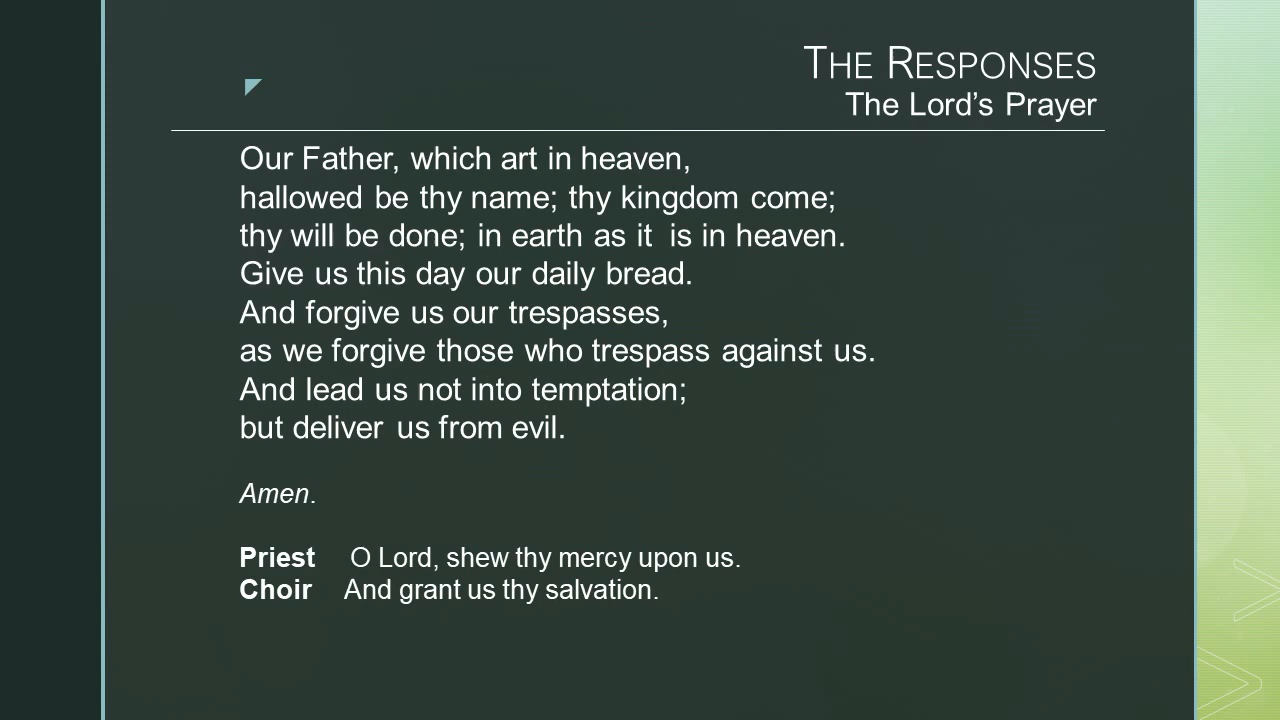 THE RESPONSES
The Lord’s Prayer
Our Father, which art in heaven,
hallowed be thy name; thy kingdom come;
thy will be done; in earth as it  is in heaven.
Give us this day our daily bread.
And forgive us our trespasses,
as we forgive those who trespass against us.
And lead us not into temptation;
but deliver us from evil.
Amen.
Priest O Lord, shew thy mercy upon us.
Choir And grant us thy salvation.